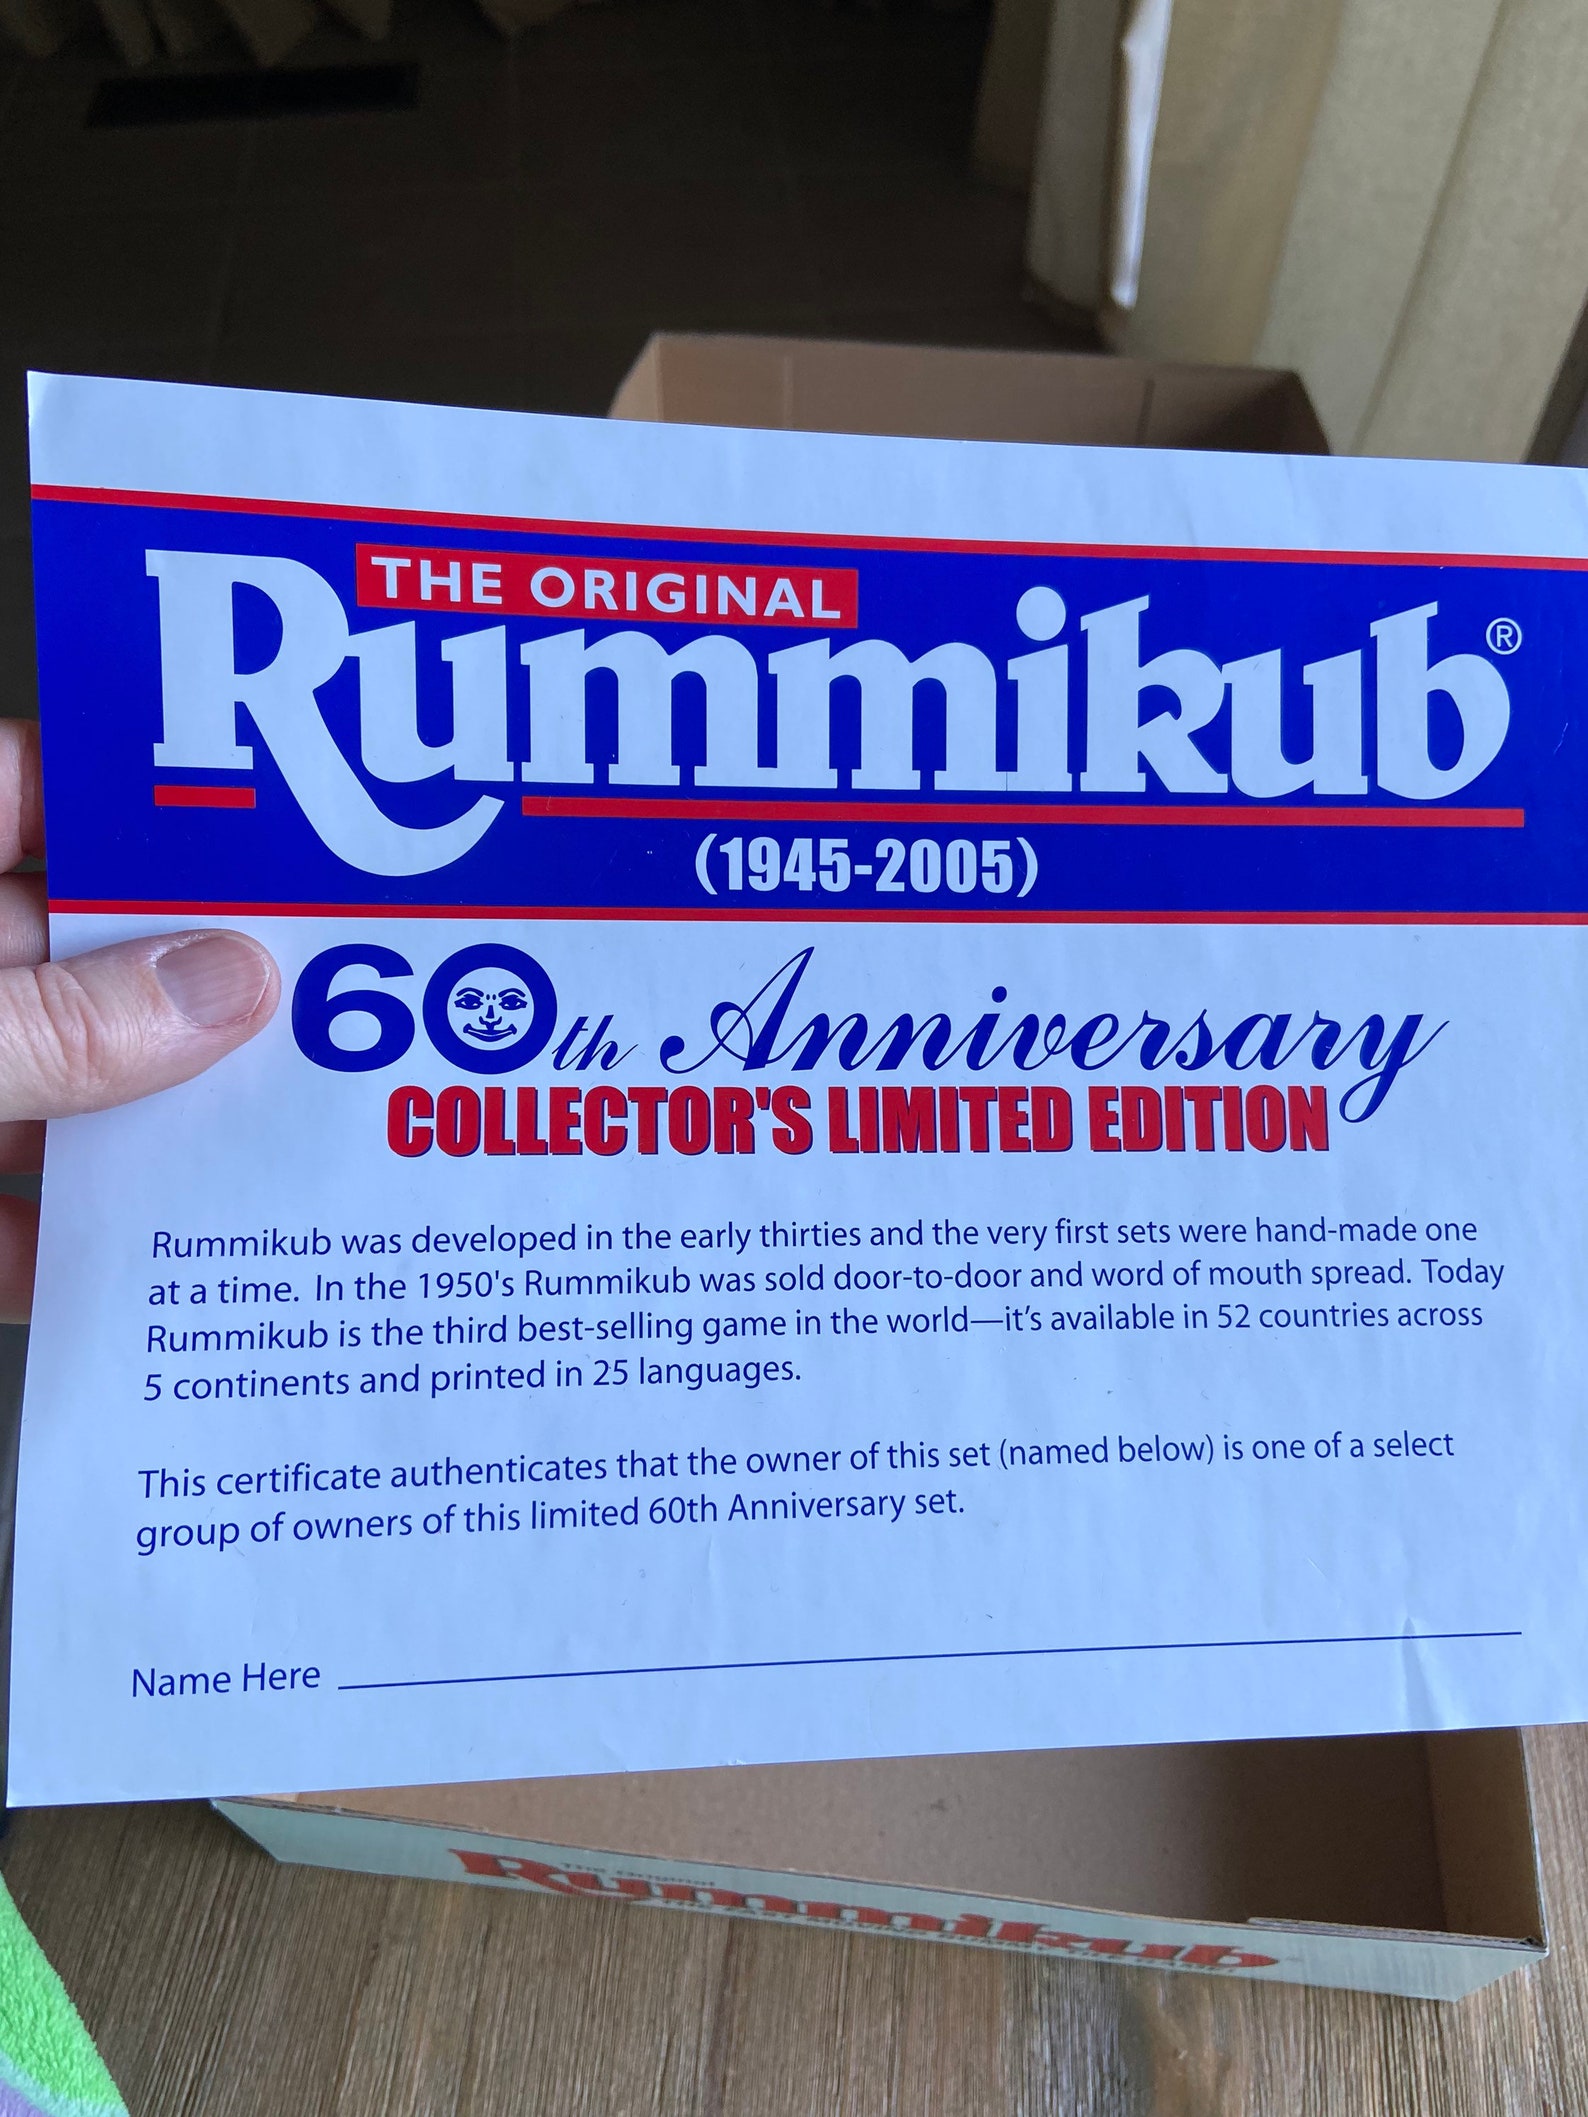 THE ORIGINAL
Rummikub®
(1945-2005)
60th Anniversary
COLLECTOR'S LIMITED EDITION
Rummikub was developed in the early thirties and the very first sets were hand-made one
at a time. In the 1950's Rummikub was sold door-to-door and word of mouth spread. Today
Rummikub is the third best-selling game in the world—it’s available in 52 countries across
5 continents and printed in 25 languages.
This certificate authenticates that the owner of this set (named below) is one of a select
group of owners of this limited 60th Anniversary set.
Name Here
The Original
Rummikub